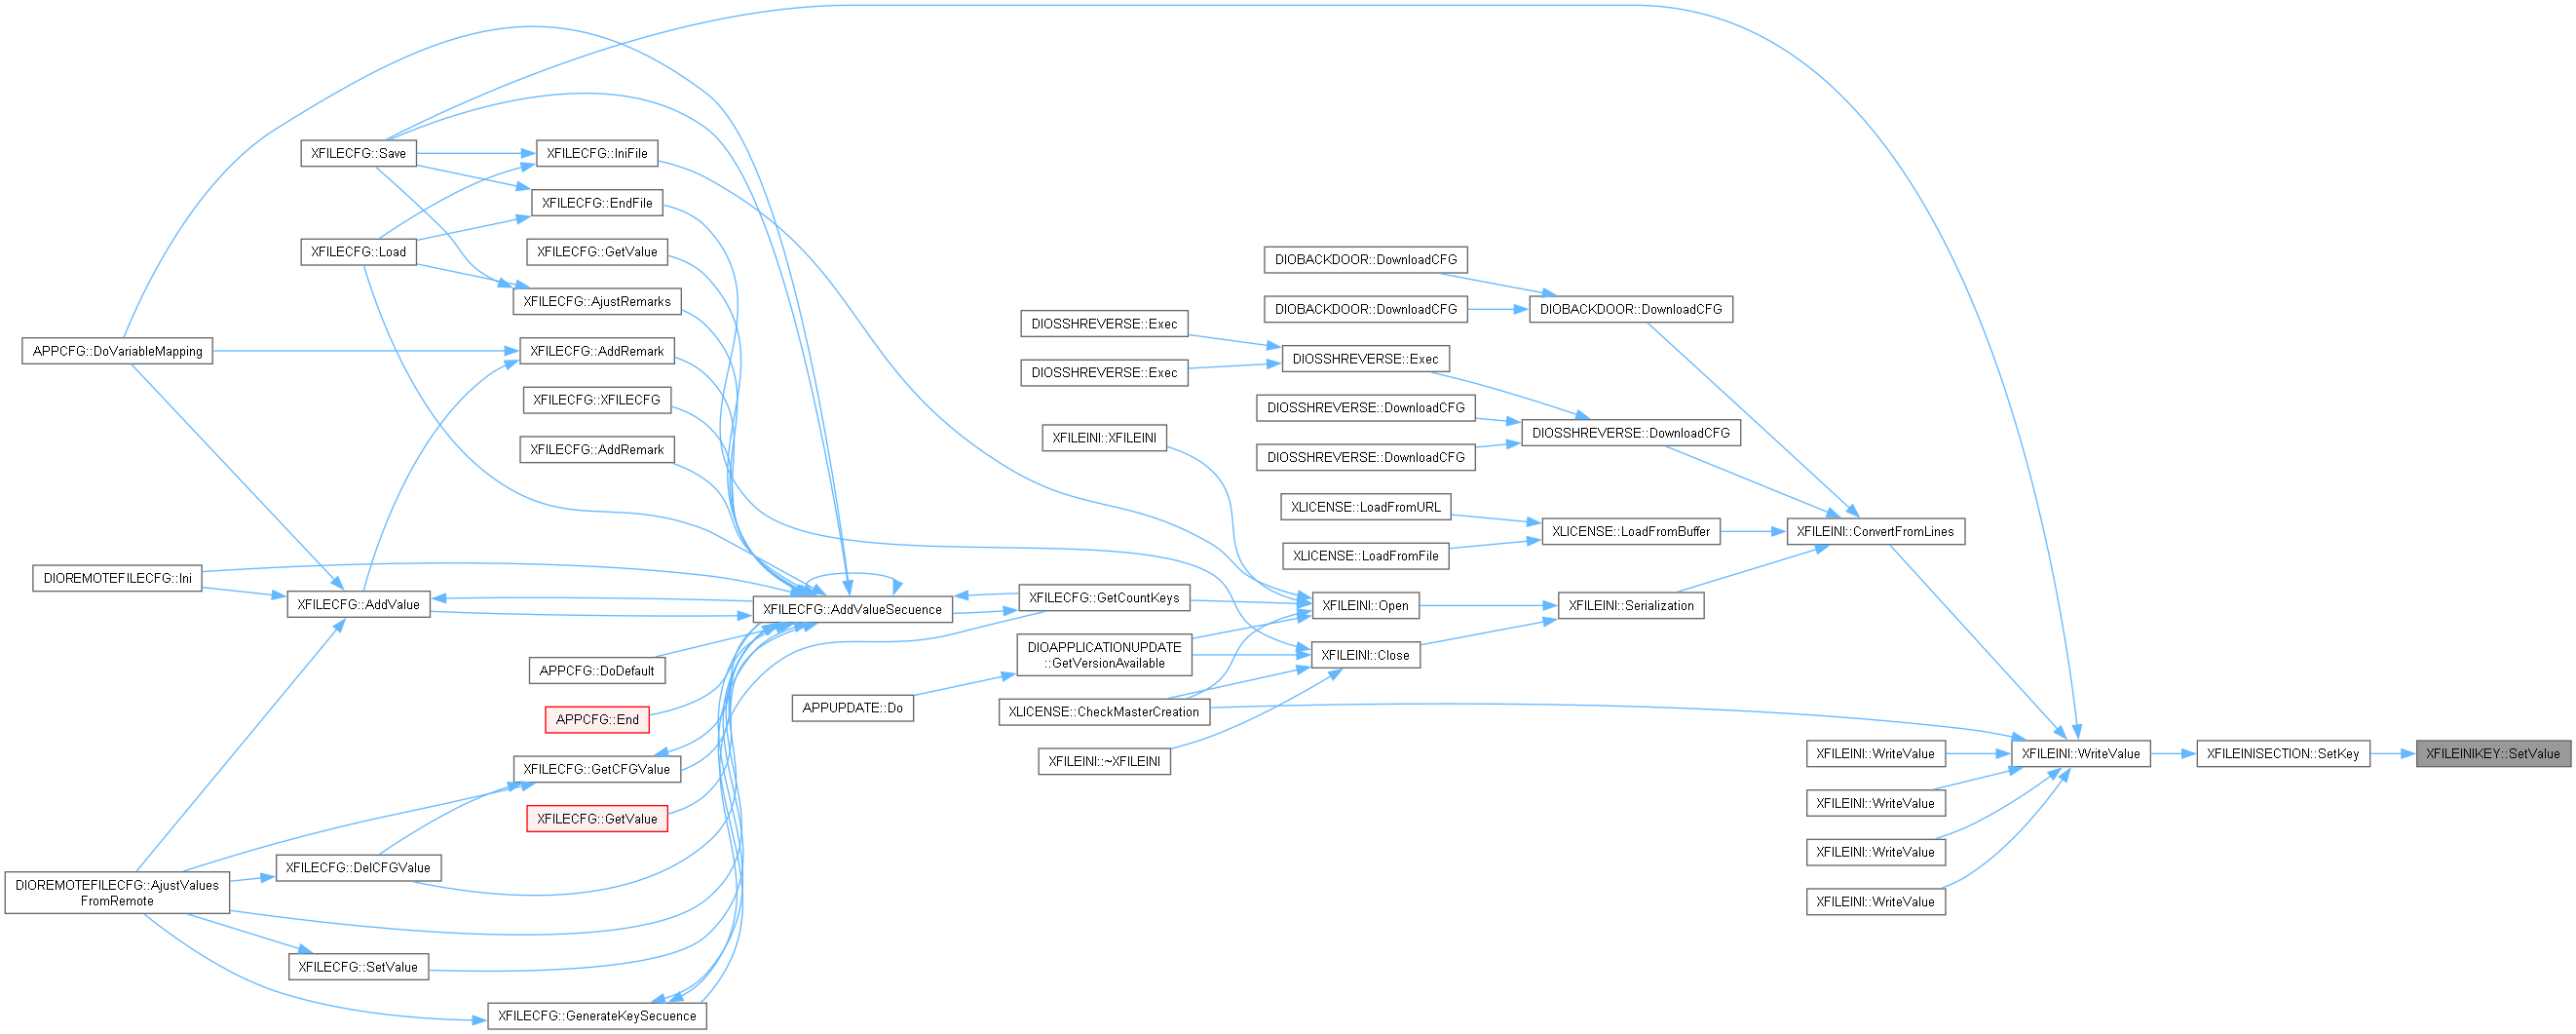 XFILECFG::Save
XFILECFG::IniFile
XFILECFG::EndFile
XFILECFG::Load
XFILECFG::GetValue
XFILECFG::AjustRemarks
APPCFG::DoVariableMapping
XFILECFG::AddRemark
XFILECFG::XFILECFG
XFILECFG::AddRemark
DIOREMOTEFILECFG::Ini
XFILECFG::AddValue
XFILECFG::AddValueSecuence
APPCFG::DoDefault
APPCFG::End
XFILECFG::GetCFGValue
XFILECFG::GetValue
XFILECFG::DelCFGValue
DIOREMOTEFILECFG::AjustValues
FromRemote
XFILECFG::SetValue
XFILECFG::GenerateKeySecuence
DIOBACKDOOR::DownloadCFG
DIOBACKDOOR::DownloadCFG
DIOBACKDOOR::DownloadCFG
DIOSSHREVERSE::Exec
DIOSSHREVERSE::Exec
DIOSSHREVERSE::Exec
DIOSSHREVERSE::DownloadCFG
DIOSSHREVERSE::DownloadCFG
DIOSSHREVERSE::DownloadCFG
XFILEINI::XFILEINI
XLICENSE::LoadFromURL
XLICENSE::LoadFromBuffer
XLICENSE::LoadFromFile
XFILEINI::ConvertFromLines
XFILECFG::GetCountKeys
XFILEINI::Open
XFILEINI::Serialization
DIOAPPLICATIONUPDATE
::GetVersionAvailable
XFILEINI::Close
APPUPDATE::Do
XLICENSE::CheckMasterCreation
XFILEINI::~XFILEINI
XFILEINI::WriteValue
XFILEINI::WriteValue
XFILEINI::WriteValue
XFILEINI::WriteValue
XFILEINI::WriteValue
XFILEINISECTION::SetKey
XFILEINIKEY::SetValue